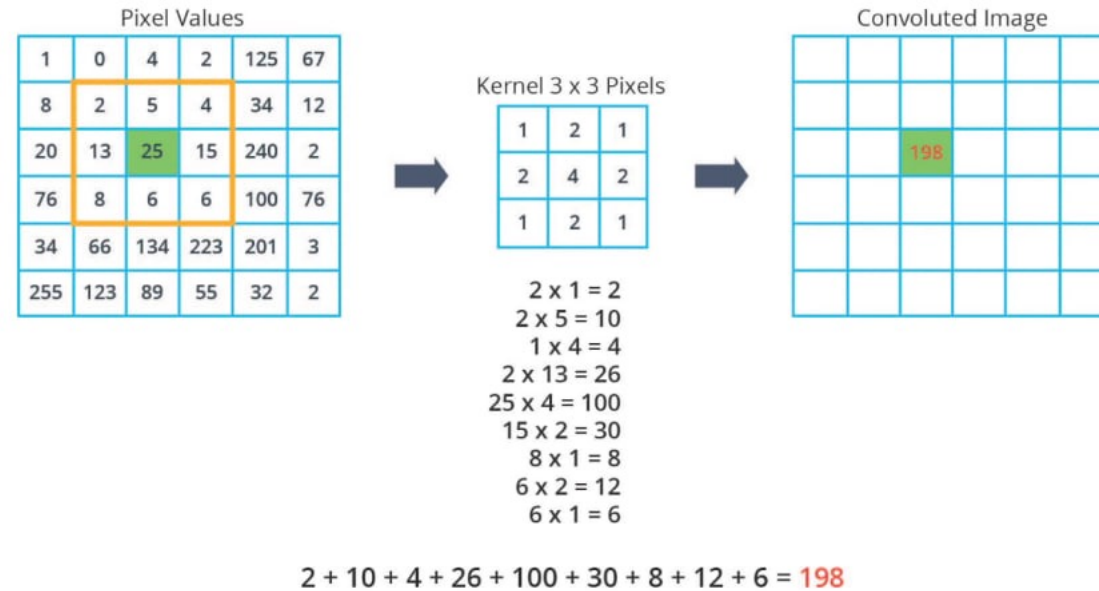 Pixel Values
1 0 4 2 125 67
8 2 5 4 34 12
20 13 25 15 240 2
76 8 6 6 100 76
34 66 134 223 201 3
255 123 89 55 32 2
Kernel 3 x 3 Pixels
1 2 1
2 4 2
1 2 1
2 x 1 = 2
2 x 5 = 10
1 x 4 = 4
2 x 13 = 26
25 x 4 = 100
15 x 2 = 30
8 x 1 = 8
6 x 2 = 12
6 x 1 = 6
Convoluted Image
198
2 + 10 + 4 + 26 + 100 + 30 + 8 + 12 + 6 = 198